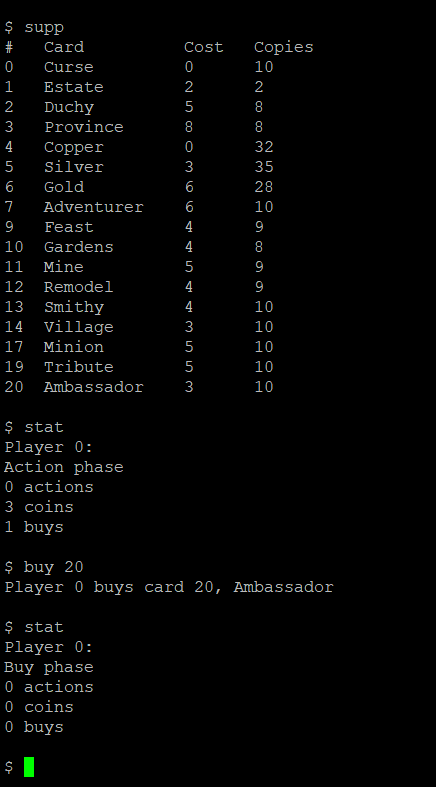 $ supp
#   Card          Cost   Copies
0   Curse         0      10
1   Estate        2      2
2   Duchy         5      8
3   Province      8      8
4   Copper        0      32
5   Silver        3      35
6   Gold          6      28
7   Adventurer    6      10
9   Feast         4      9
10  Gardens       4      8
11  Mine          5      9
12  Remodel       4      9
13  Smithy        4      10
14  Village       3      10
17  Minion        5      10
19  Tribute       5      10
20  Ambassador    3      10
$ stat
Player 0:
Action phase
0 actions
3 coins
1 buys
$ buy 20
Player 0 buys card 20, Ambassador
$ stat
Player 0:
Buy phase
0 actions
0 coins
0 buys
$